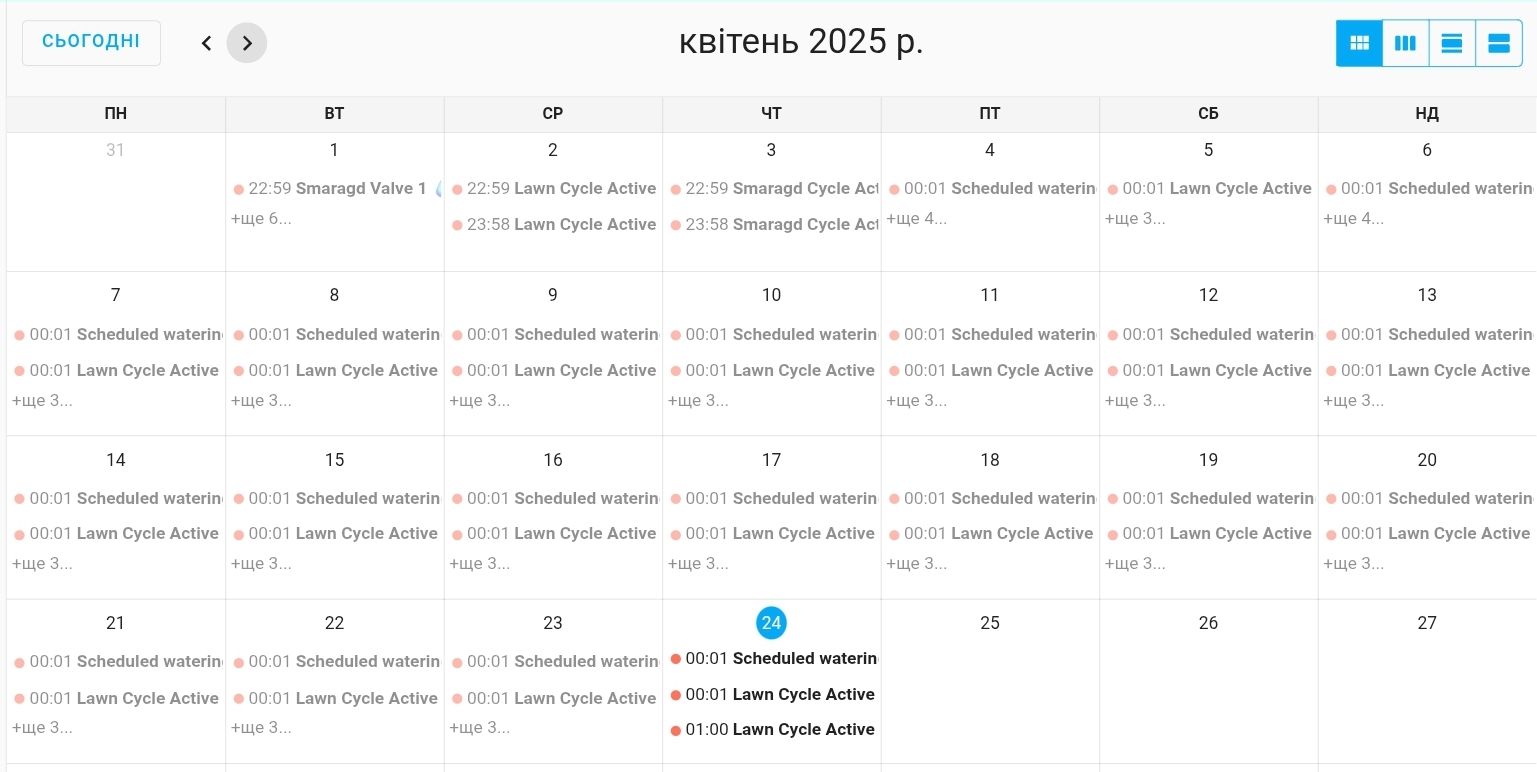 СЬОГОДНІ
квітень 2025 р.
ПН ВТ СР ЧТ ПТ СБ НД
31 1 2 3 4 5 6
22:59 Smaragd Valve 1 22:59 Lawn Cycle Active 22:59 Smaragd Cycle Act 00:01 Scheduled waterin 00:01 Lawn Cycle Active 00:01 Scheduled waterin
+ще 6... 23:58 Lawn Cycle Active 23:58 Smaragd Cycle Act +ще 4... +ще 3... +ще 4...
7 8 9 10 11 12 13
00:01 Scheduled waterin 00:01 Scheduled waterin 00:01 Scheduled waterin 00:01 Scheduled waterin 00:01 Scheduled waterin 00:01 Scheduled waterin 00:01 Scheduled waterin
00:01 Lawn Cycle Active 00:01 Lawn Cycle Active 00:01 Lawn Cycle Active 00:01 Lawn Cycle Active 00:01 Lawn Cycle Active 00:01 Lawn Cycle Active 00:01 Lawn Cycle Active
+ще 3... +ще 3... +ще 3... +ще 3... +ще 3... +ще 3... +ще 3...
14 15 16 17 18 19 20
00:01 Scheduled waterin 00:01 Scheduled waterin 00:01 Scheduled waterin 00:01 Scheduled waterin 00:01 Scheduled waterin 00:01 Scheduled waterin 00:01 Scheduled waterin
00:01 Lawn Cycle Active 00:01 Lawn Cycle Active 00:01 Lawn Cycle Active 00:01 Lawn Cycle Active 00:01 Lawn Cycle Active 00:01 Lawn Cycle Active 00:01 Lawn Cycle Active
+ще 3... +ще 3... +ще 3... +ще 3... +ще 3... +ще 3... +ще 3...
21 22 23 24 25 26 27
00:01 Scheduled waterin 00:01 Scheduled waterin 00:01 Scheduled waterin 00:01 Scheduled waterin
00:01 Lawn Cycle Active 00:01 Lawn Cycle Active 00:01 Lawn Cycle Active 00:01 Lawn Cycle Active
+ще 3... +ще 3... +ще 3... 01:00 Lawn Cycle Active